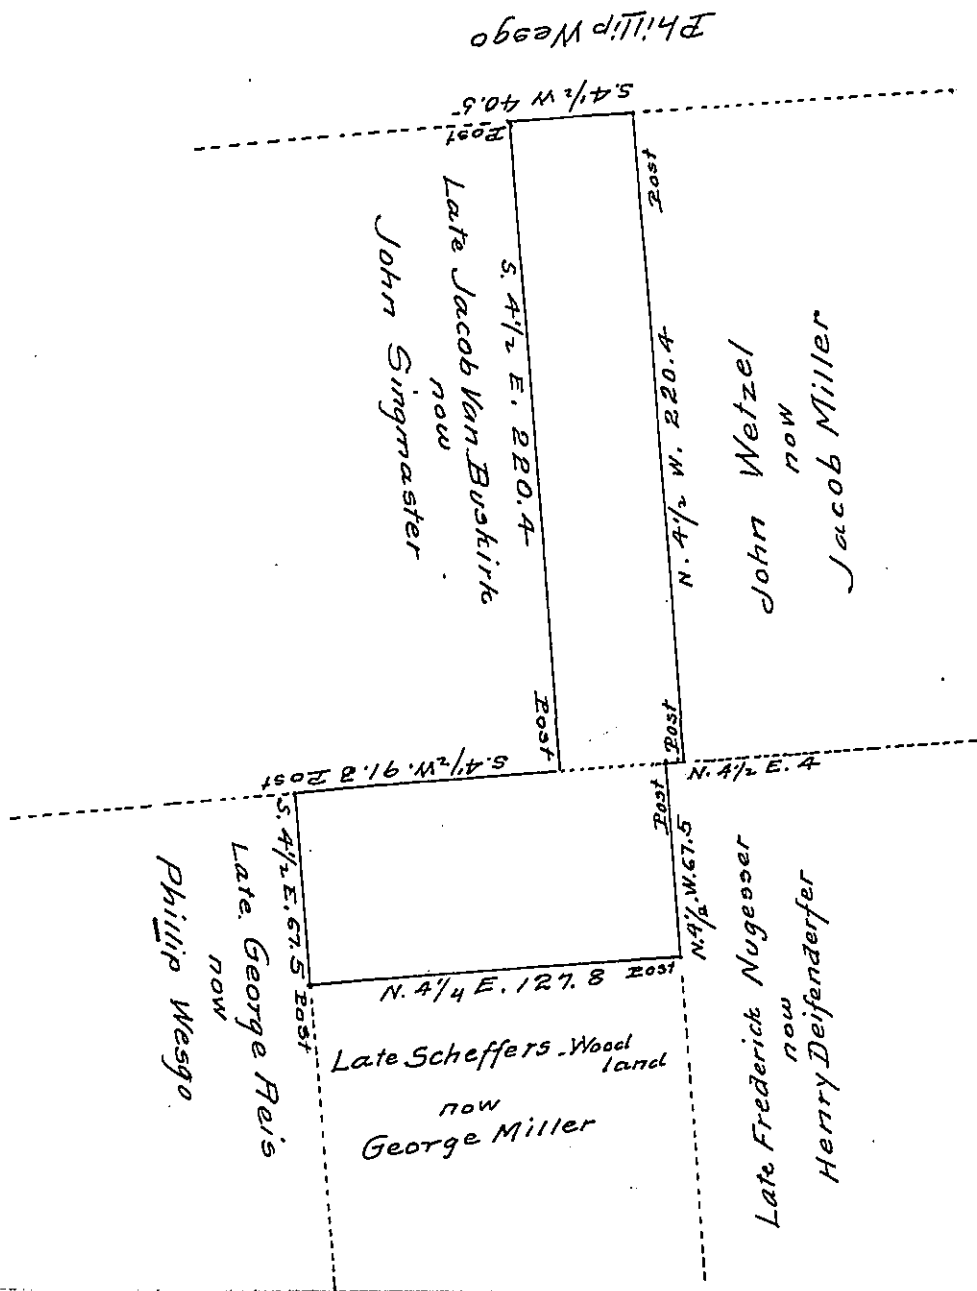 Phillip Wesgo
S. 4½ W 40.5
Post
Post
Late Jacob Van Buskirk
now
John Singmaster
S. 4½ E. 220.4
N. 4½ W. 220.4
John Wetzel
now
Jacob Miller
Post
Post
S. 4½ W. 91.8 Post
N. 4½ E. 4
Post
N. 4½ W. 67.5
S. 4½ E. 67.5 Post
Late George Reis
now
Phillip Wesgo
N. 4¼ E. 127.8 Post
Late Scheffers Wood
land
now
George Miller
Late Frederick Nugesser
now
Henry Deifenderfer